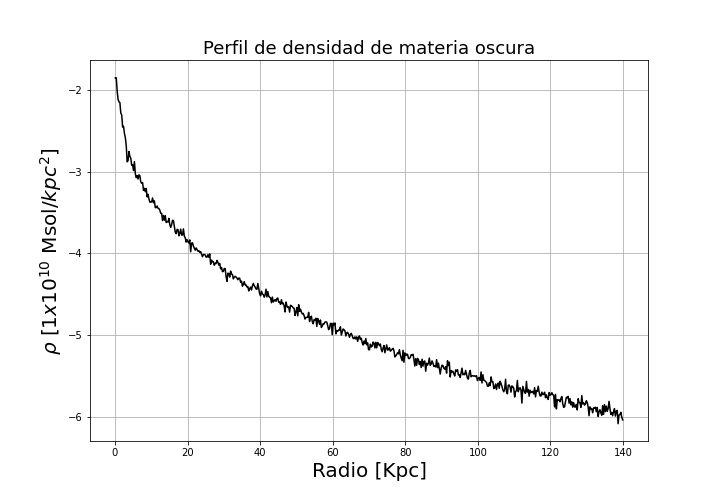 Perfil de densidad de materia oscura
ρ [1x10¹⁰ Msol/kpc²]
−2
−3
−4
−5
−6
0 20 40 60 80 100 120 140
Radio [Kpc]